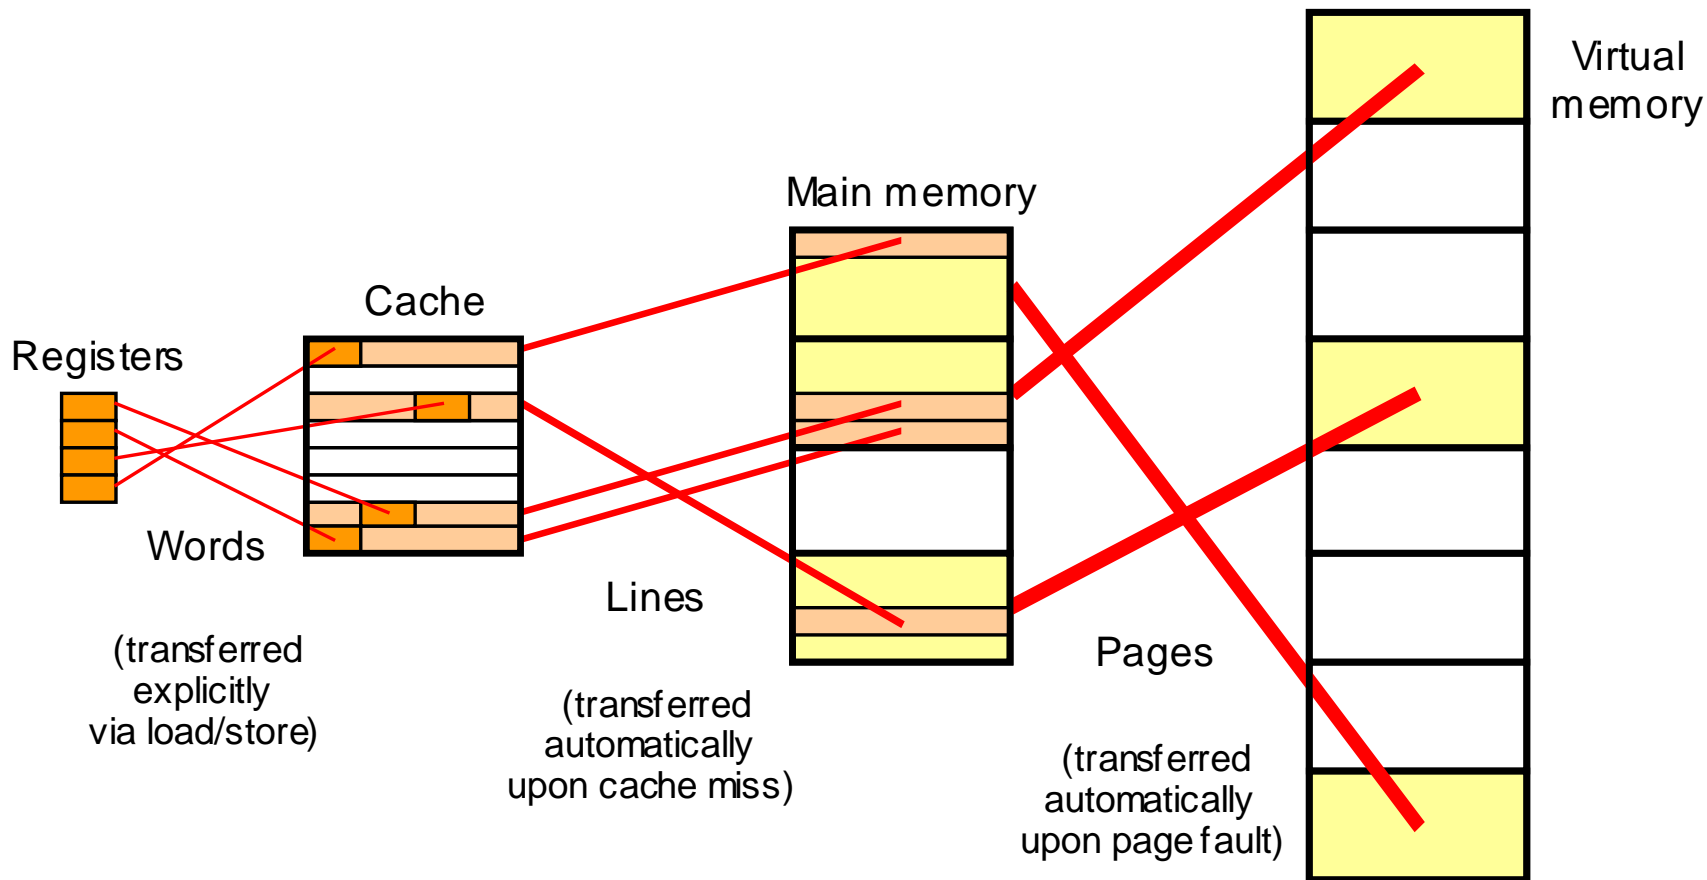 Virtual
memory
Main memory
Cache
Registers
Words
Lines
Pages
(transferred
explicitly
via load/store)
(transferred
automatically
upon cache miss)
(transferred
automatically
upon page fault)